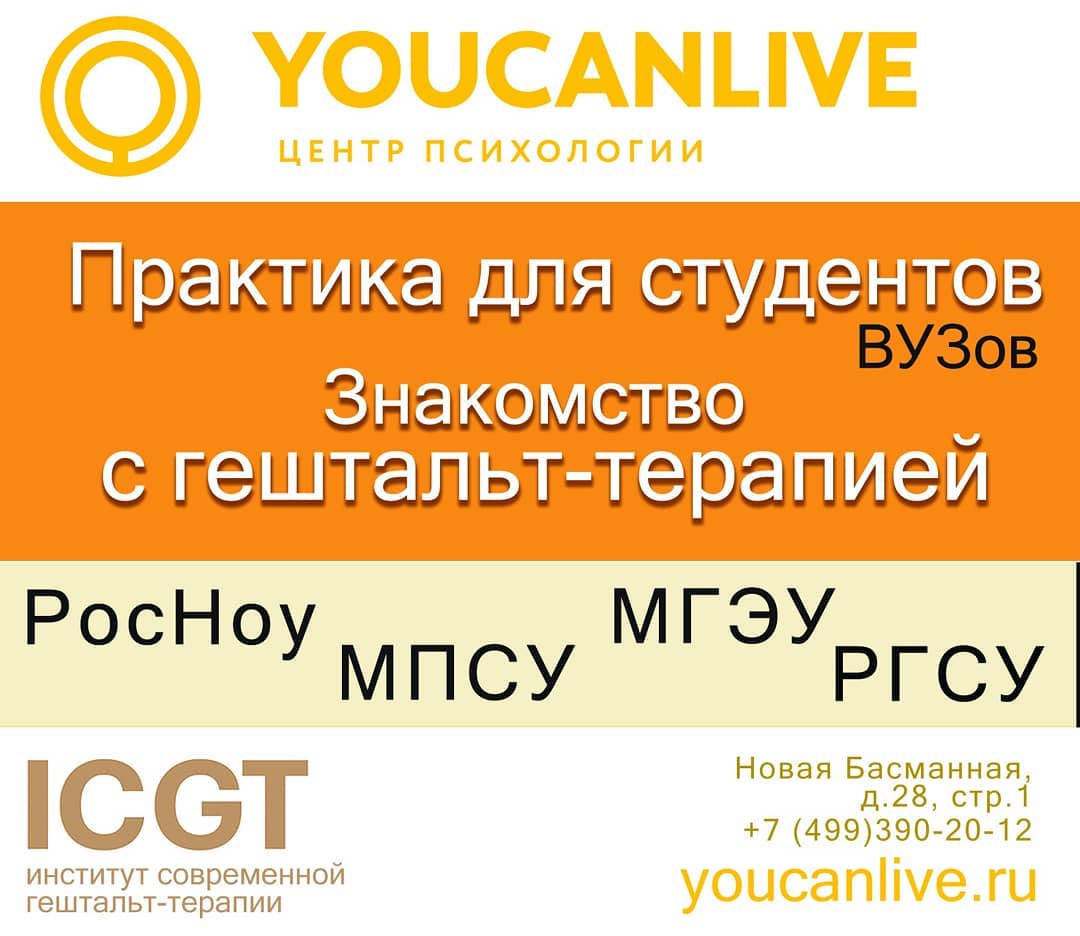 YOUCANLIVE
ЦЕНТР ПСИХОЛОГИИ
Практика для студентов
ВУЗов
Знакомство
с гештальт-терапией
РосНоу
МПСУ
МГЭУ
РГСУ
ICGT
институт современной
гештальт-терапии
Новая Басманная,
д.28, стр.1
+7 (499)390-20-12
youcanlive.ru